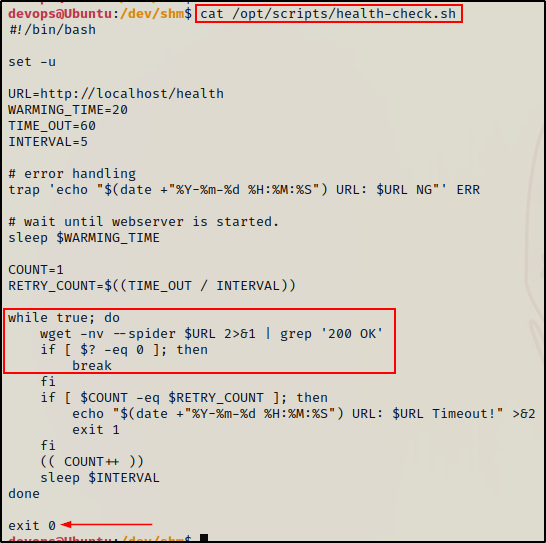 devops@Ubuntu:/dev/shm$ cat /opt/scripts/health-check.sh
#!/bin/bash

set -u

URL=http://localhost/health
WARMING_TIME=20
TIME_OUT=60
INTERVAL=5

# error handling
trap 'echo "$(date +"%Y-%m-%d %H:%M:%S") URL: $URL NG"' ERR

# wait until webserver is started.
sleep $WARMING_TIME

COUNT=1
RETRY_COUNT=$((TIME_OUT / INTERVAL))

while true; do
    wget -nv --spider $URL 2>&1 | grep '200 OK'
    if [ $? -eq 0 ]; then
        break
    fi
    if [ $COUNT -eq $RETRY_COUNT ]; then
        echo "$(date +"%Y-%m-%d %H:%M:%S") URL: $URL Timeout!" >&2
        exit 1
    fi
    (( COUNT++ ))
    sleep $INTERVAL
done

exit 0
devops@Ubuntu:/dev/shm$